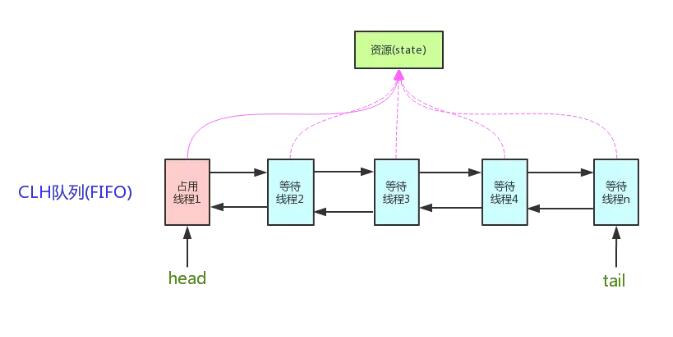 资源(state)
CLH队列(FIFO)
占用
线程1
等待
线程2
等待
线程3
等待
线程4
等待
线程n
head
tail